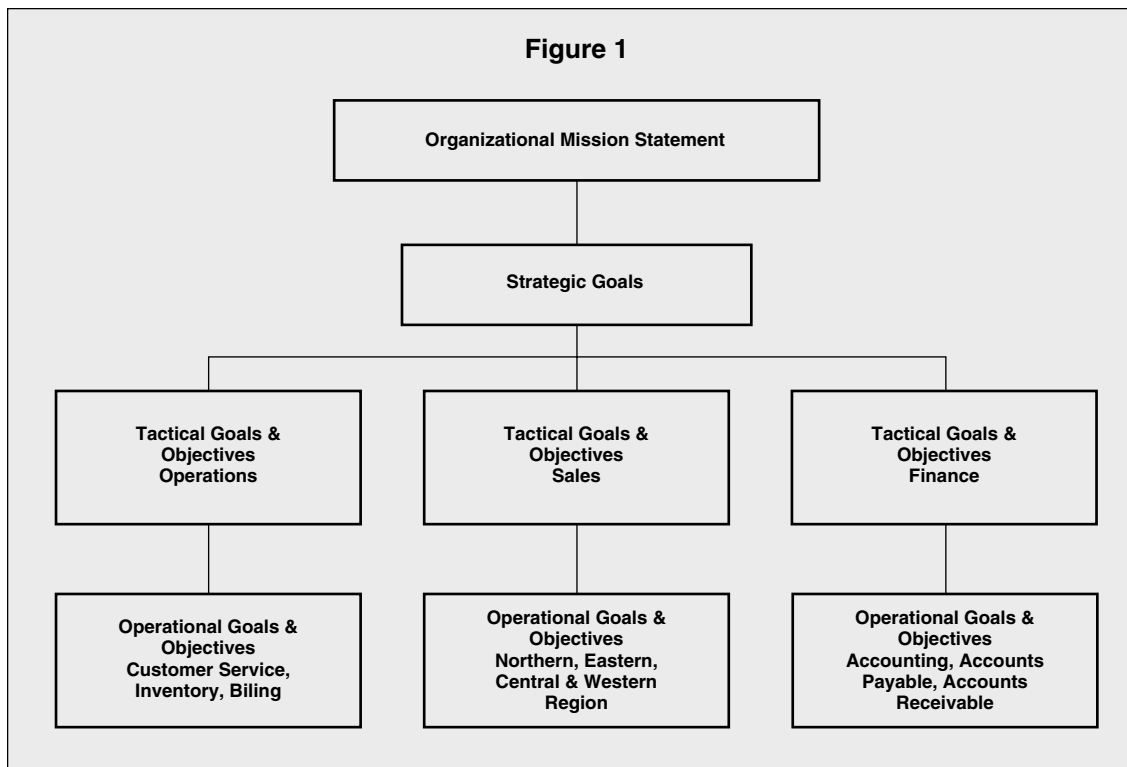 Figure 1
Organizational Mission Statement
Strategic Goals
Tactical Goals &
Objectives
Operations
Tactical Goals &
Objectives
Sales
Tactical Goals &
Objectives
Finance
Operational Goals &
Objectives
Customer Service,
Inventory, Biling
Operational Goals &
Objectives
Northern, Eastern,
Central & Western
Region
Operational Goals &
Objectives
Accounting, Accounts
Payable, Accounts
Receivable